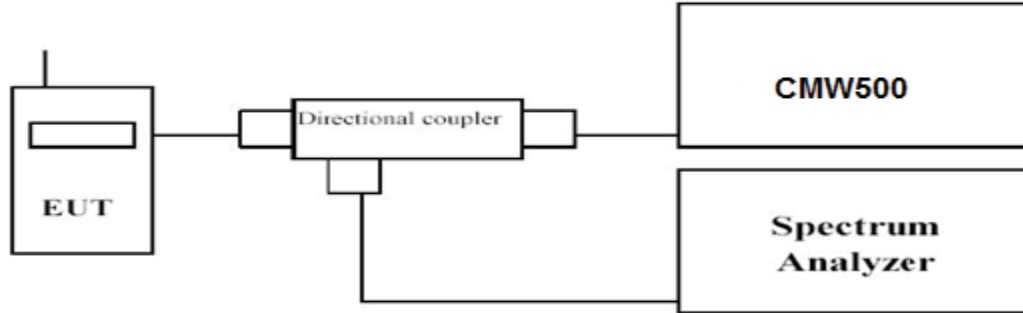 Directional coupler
CMW500
EUT
Spectrum
Analyzer